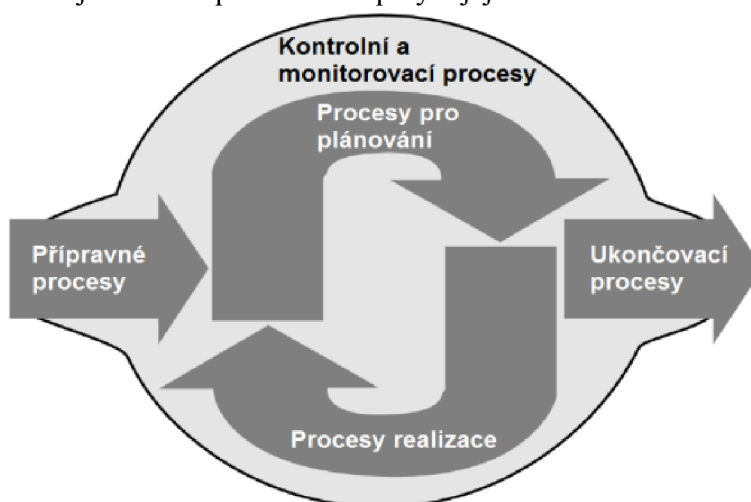 Kontrolní a
monitorovací procesy
Procesy pro
plánování
Přípravné
procesy
Ukončovací
procesy
Procesy realizace